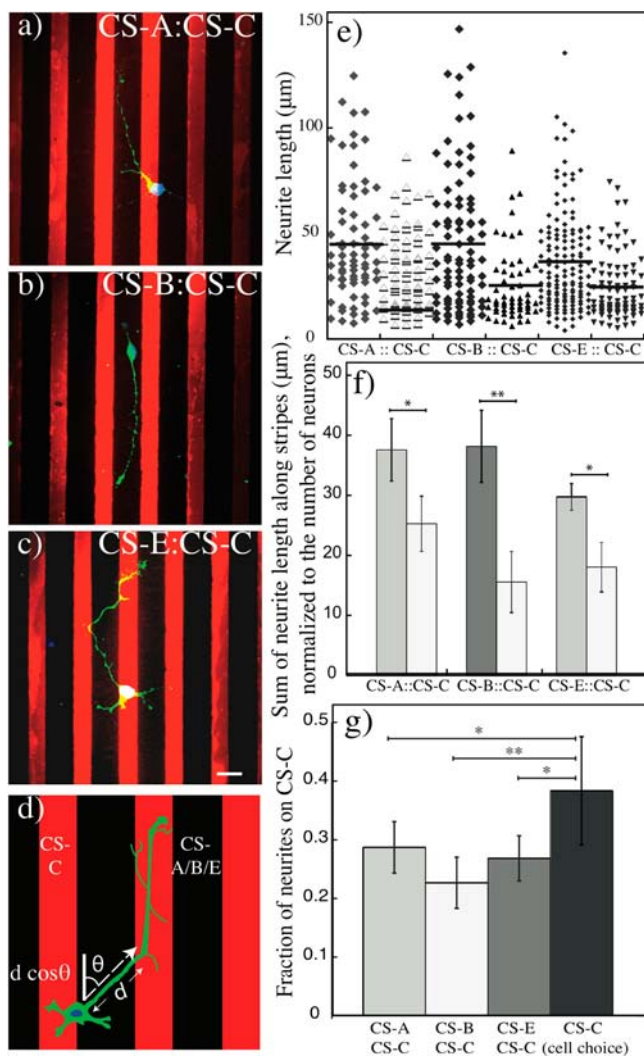 a)
CS-A:CS-C
b)
CS-B:CS-C
c)
CS-E:CS-C
d)
CS-
C
CS-
A/B/E
d cosθ
θ
d
e)
Neurite length (µm)
150
100
50
0
CS-A :: CS-C
CS-B :: CS-C
CS-E :: CS-C
f)
Sum of neurite length along stripes (µm),
normalized to the number of neurons
50
40
30
20
10
0
*
**
*
CS-A::CS-C
CS-B::CS-C
CS-E::CS-C
g)
Fraction of neurites on CS-C
0.5
0.4
0.3
0.2
0.1
0
*
**
*
CS-A CS-B CS-E CS-C
CS-C CS-C CS-C (cell choice)